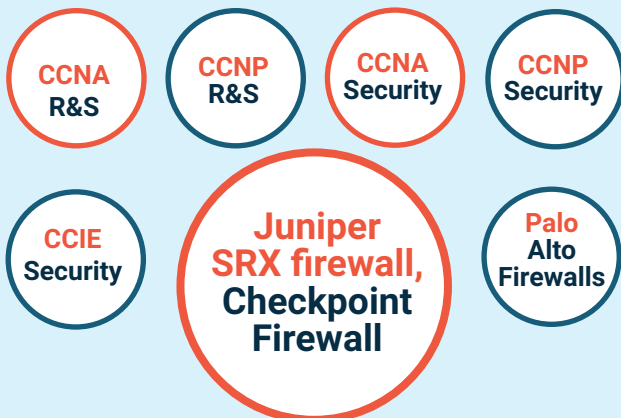 CCNA
R&S
CCNP
R&S
CCNA
Security
CCNP
Security
CCIE
Security
Juniper
SRX firewall,
Checkpoint
Firewall
Palo
Alto
Firewalls